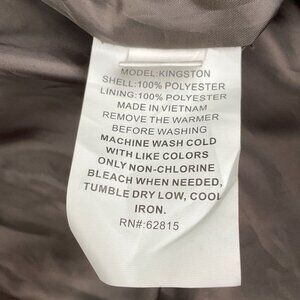 MODEL:KINGSTON
SHELL:100% POLYESTER
LINING:100% POLYESTER
MADE IN VIETNAM
REMOVE THE WARMER
BEFORE WASHING
MACHINE WASH COLD
WITH LIKE COLORS
ONLY NON-CHLORINE
BLEACH WHEN NEEDED,
TUMBLE DRY LOW, COOL
IRON.
RN#:62815